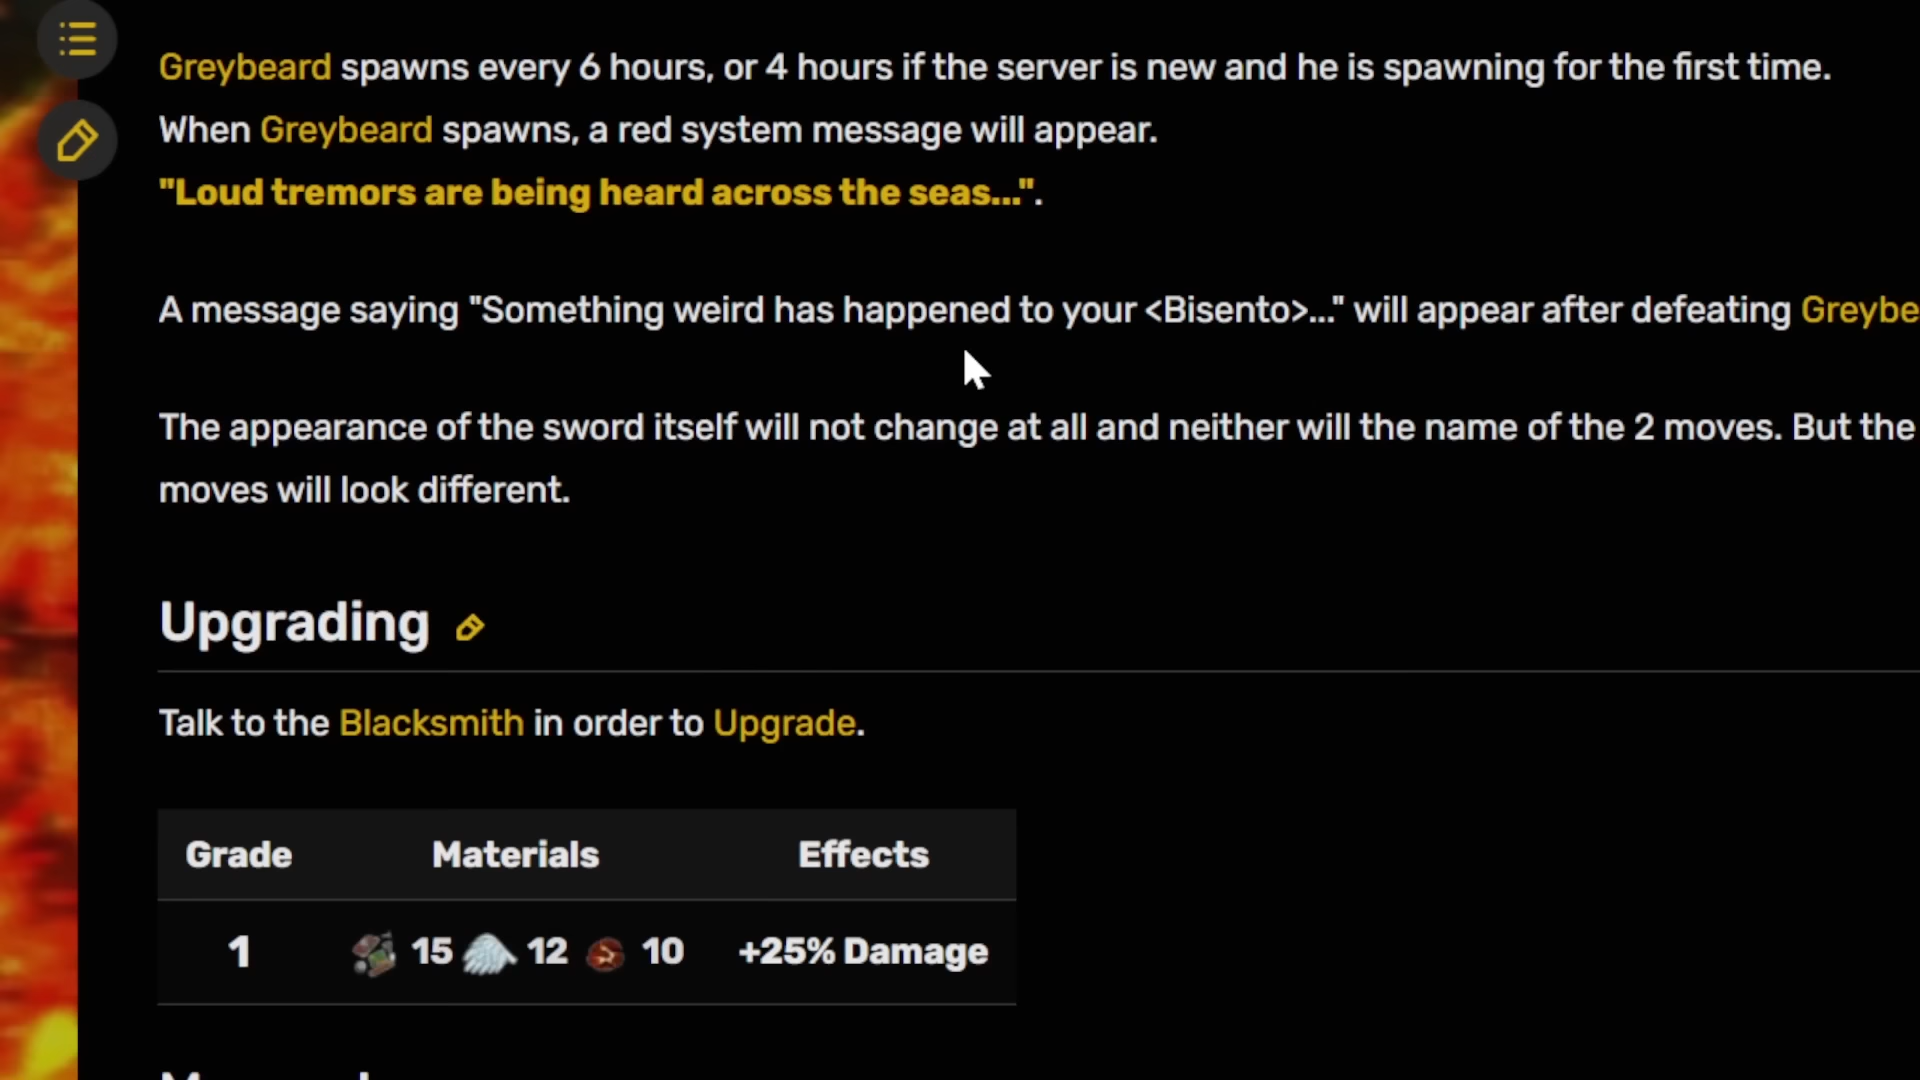 Greybeard spawns every 6 hours, or 4 hours if the server is new and he is spawning for the first time.
When Greybeard spawns, a red system message will appear.
"Loud tremors are being heard across the seas...".
A message saying "Something weird has happened to your <Bisento>..." will appear after defeating Greybe
The appearance of the sword itself will not change at all and neither will the name of the 2 moves. But the
moves will look different.
Upgrading
Talk to the Blacksmith in order to Upgrade.
Grade Materials Effects
1 15 12 10 +25% Damage